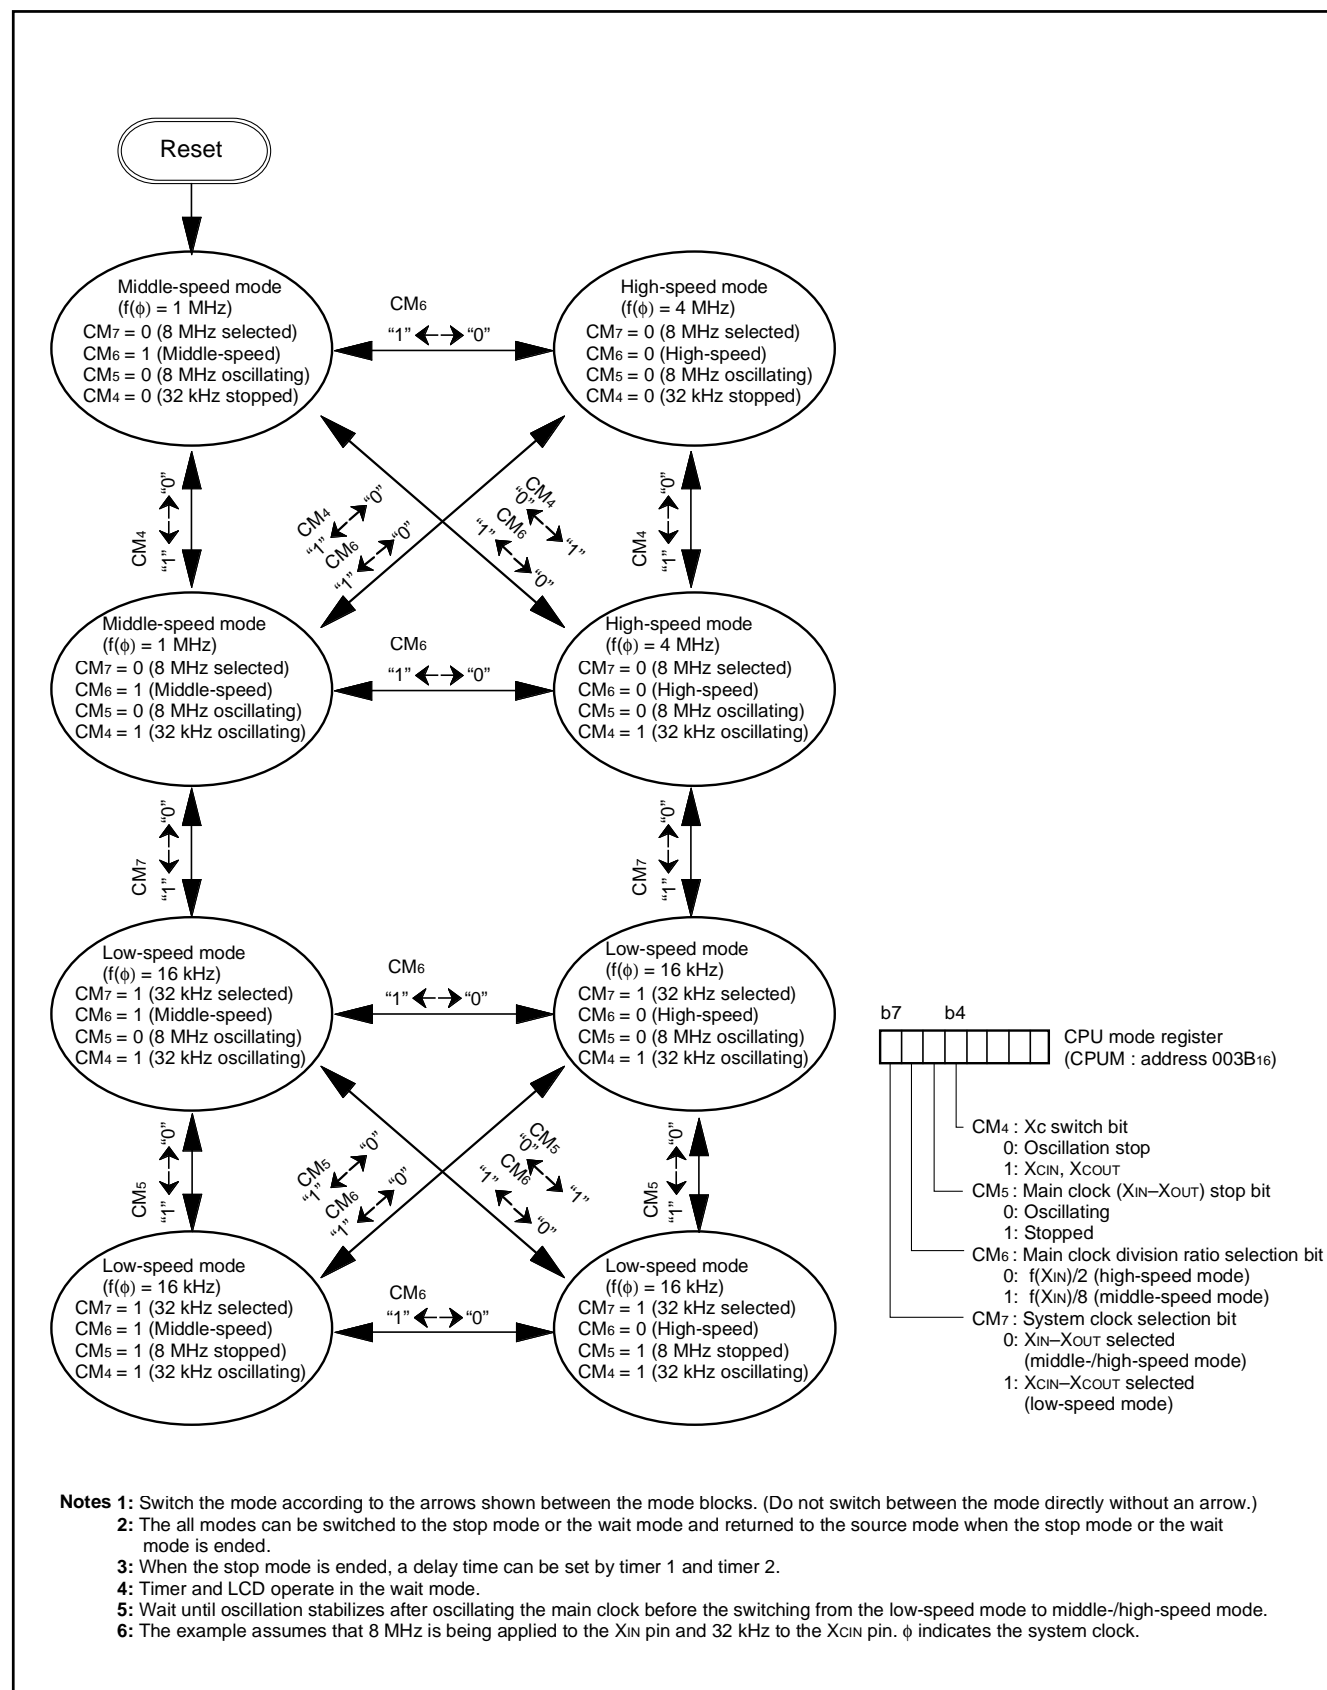 Reset
Middle-speed mode
(f(ϕ) = 1 MHz)
CM7 = 0 (8 MHz selected)
CM6 = 1 (Middle-speed)
CM5 = 0 (8 MHz oscillating)
CM4 = 0 (32 kHz stopped)
CM6
“1” “0”
High-speed mode
(f(ϕ) = 4 MHz)
CM7 = 0 (8 MHz selected)
CM6 = 0 (High-speed)
CM5 = 0 (8 MHz oscillating)
CM4 = 0 (32 kHz stopped)
CM4
“1” “0”
CM4
“1” “0”
CM6
“1” “0”
CM4
“0” “1”
CM6
“1” “0”
CM4
“1” “0”
Middle-speed mode
(f(ϕ) = 1 MHz)
CM7 = 0 (8 MHz selected)
CM6 = 1 (Middle-speed)
CM5 = 0 (8 MHz oscillating)
CM4 = 1 (32 kHz oscillating)
CM6
“1” “0”
High-speed mode
(f(ϕ) = 4 MHz)
CM7 = 0 (8 MHz selected)
CM6 = 0 (High-speed)
CM5 = 0 (8 MHz oscillating)
CM4 = 1 (32 kHz oscillating)
CM7
“1” “0”
CM7
“1” “0”
Low-speed mode
(f(ϕ) = 16 kHz)
CM7 = 1 (32 kHz selected)
CM6 = 1 (Middle-speed)
CM5 = 0 (8 MHz oscillating)
CM4 = 1 (32 kHz oscillating)
CM6
“1” “0”
Low-speed mode
(f(ϕ) = 16 kHz)
CM7 = 1 (32 kHz selected)
CM6 = 0 (High-speed)
CM5 = 0 (8 MHz oscillating)
CM4 = 1 (32 kHz oscillating)
CM5
“1” “0”
CM5
“1” “0”
CM6
“1” “0”
CM5
“0” “1”
CM6
“1” “0”
CM5
“1” “0”
Low-speed mode
(f(ϕ) = 16 kHz)
CM7 = 1 (32 kHz selected)
CM6 = 1 (Middle-speed)
CM5 = 1 (8 MHz stopped)
CM4 = 1 (32 kHz oscillating)
CM6
“1” “0”
Low-speed mode
(f(ϕ) = 16 kHz)
CM7 = 1 (32 kHz selected)
CM6 = 0 (High-speed)
CM5 = 1 (8 MHz stopped)
CM4 = 1 (32 kHz oscillating)
b7 b4
CPU mode register
(CPUM : address 003B16)
CM4 : Xc switch bit
0: Oscillation stop
1: XCIN, XCOUT
CM5 : Main clock (XIN–XOUT) stop bit
0: Oscillating
1: Stopped
CM6 : Main clock division ratio selection bit
0: f(XIN)/2 (high-speed mode)
1: f(XIN)/8 (middle-speed mode)
CM7 : System clock selection bit
0: XIN–XOUT selected
(middle-/high-speed mode)
1: XCIN–XCOUT selected
(low-speed mode)
Notes 1: Switch the mode according to the arrows shown between the mode blocks. (Do not switch between the mode directly without an arrow.)
2: The all modes can be switched to the stop mode or the wait mode and returned to the source mode when the stop mode or the wait
mode is ended.
3: When the stop mode is ended, a delay time can be set by timer 1 and timer 2.
4: Timer and LCD operate in the wait mode.
5: Wait until oscillation stabilizes after oscillating the main clock before the switching from the low-speed mode to middle-/high-speed mode.
6: The example assumes that 8 MHz is being applied to the XIN pin and 32 kHz to the XCIN pin. ϕ indicates the system clock.